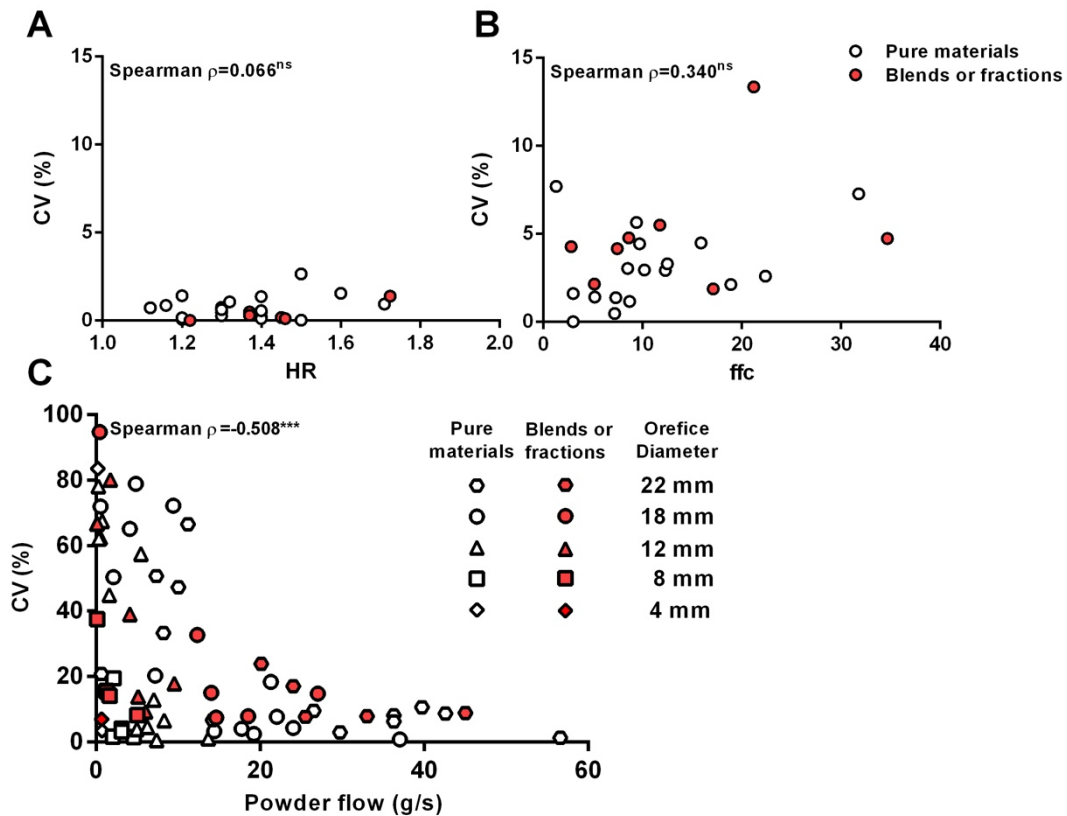 A
15
Spearman ρ=0.066ns
10
5
0
CV (%)
1.0 1.2 1.4 1.6 1.8 2.0
HR
B
15
Spearman ρ=0.340ns
10
5
0
CV (%)
0 10 20 30 40
ffc
Pure materials
Blends or fractions
C
100
Spearman ρ=-0.508***
80
60
40
20
0
CV (%)
0 20 40 60
Powder flow (g/s)
Pure materials
Blends or fractions
Orefice Diameter
22 mm
18 mm
12 mm
8 mm
4 mm